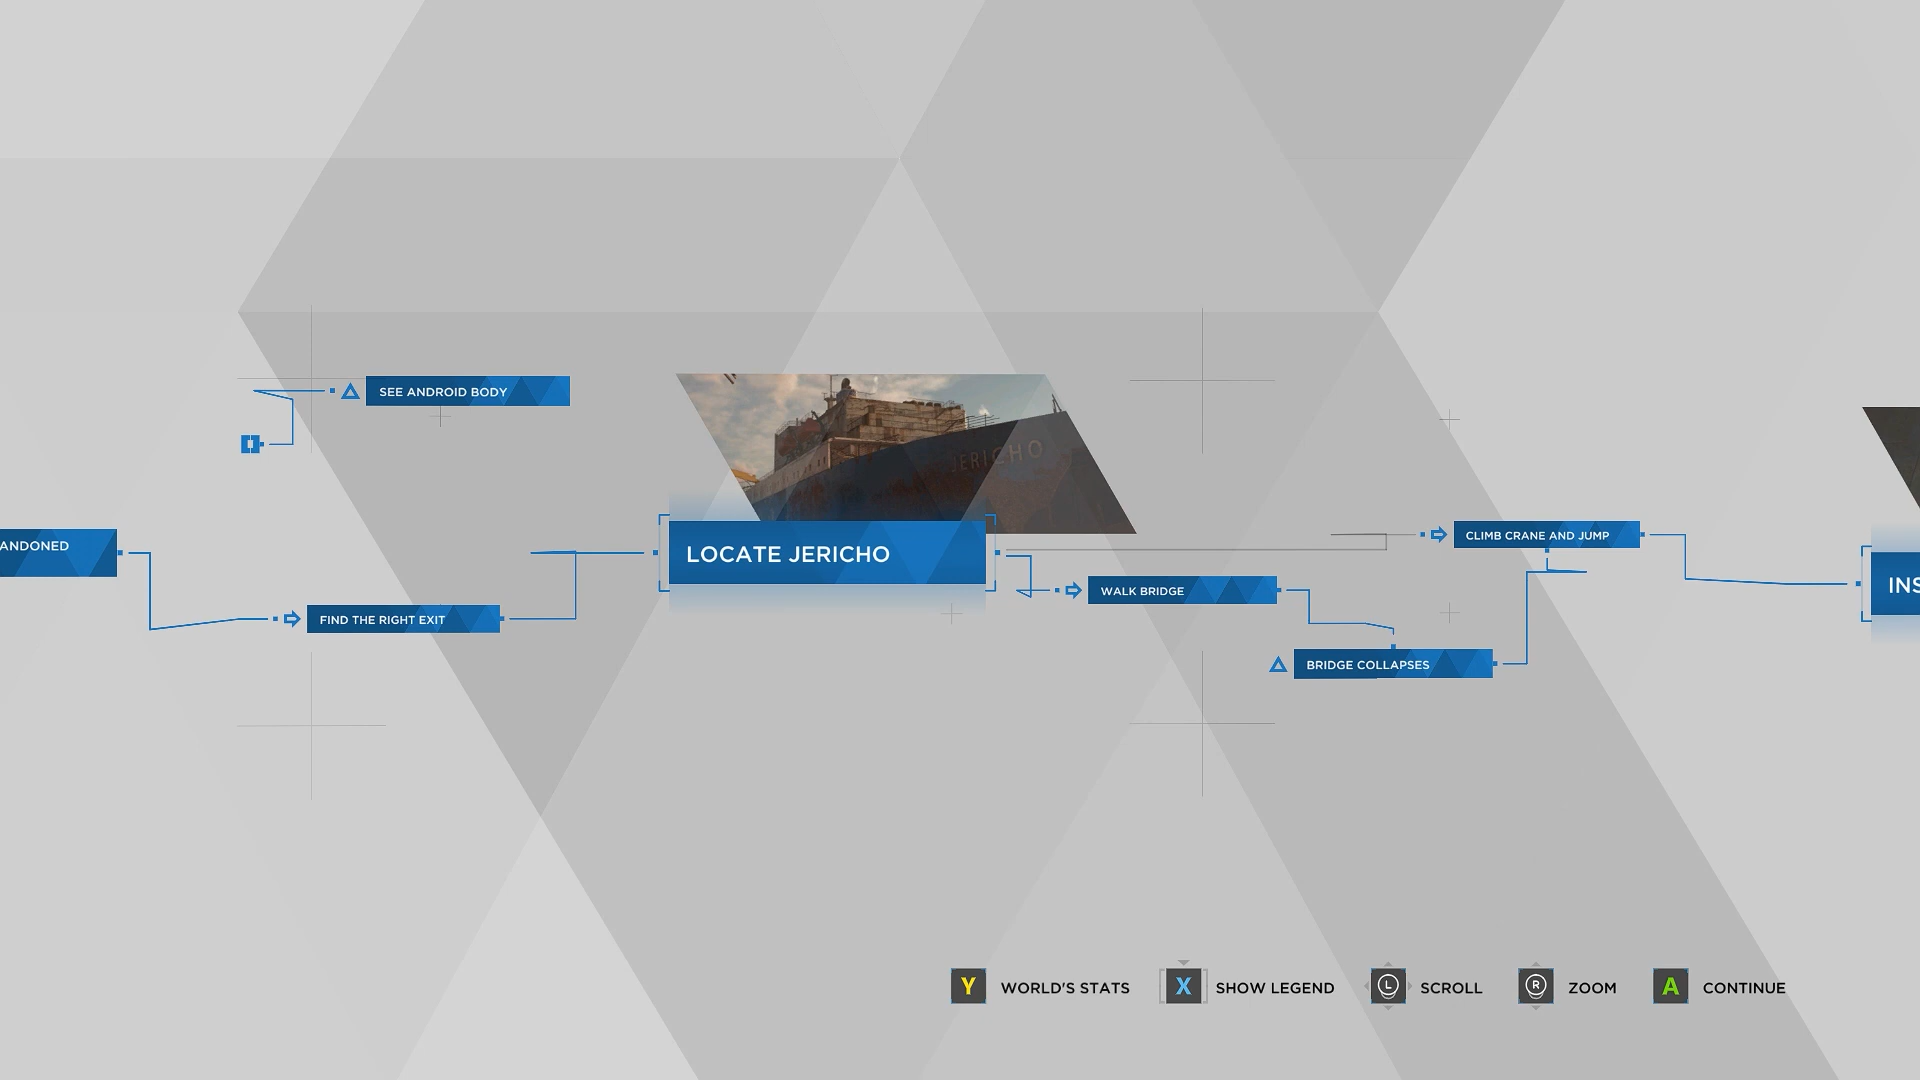 SEE ANDROID BODY
JERICHO
ANDONED
LOCATE JERICHO
CLIMB CRANE AND JUMP
INS
WALK BRIDGE
FIND THE RIGHT EXIT
BRIDGE COLLAPSES
Y WORLD'S STATS X SHOW LEGEND L SCROLL R ZOOM A CONTINUE